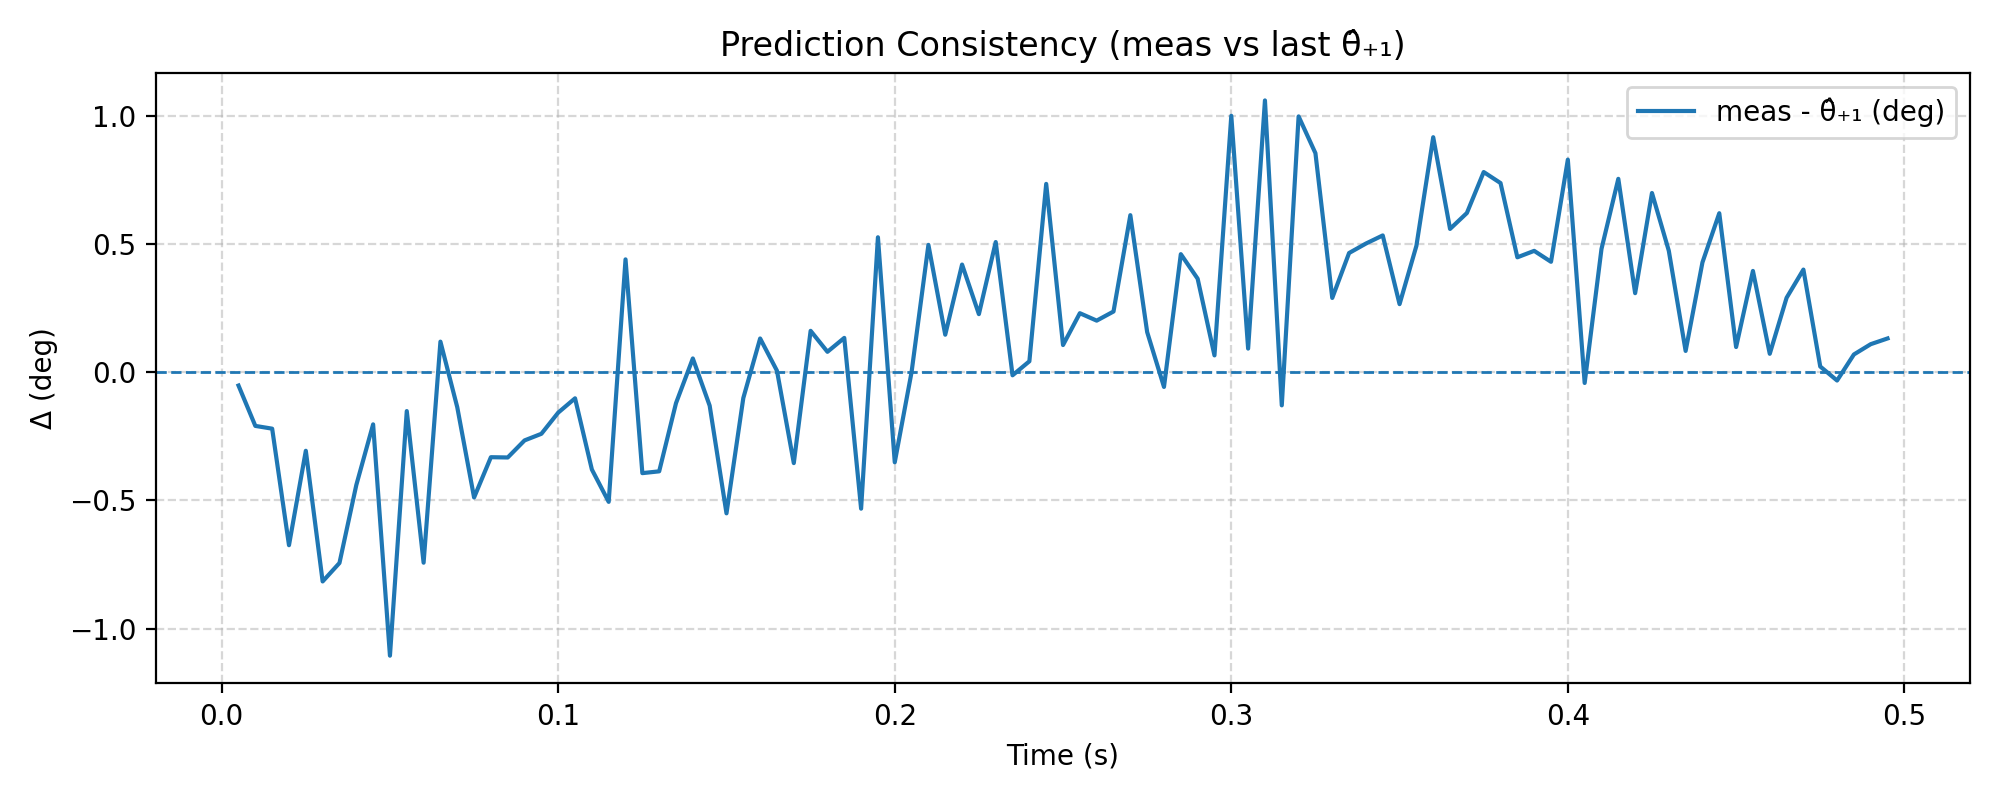 Prediction Consistency (meas vs last θ̂₊₁)
meas - θ̂₊₁ (deg)
Δ (deg)
1.0
0.5
0.0
−0.5
−1.0
0.0 0.1 0.2 0.3 0.4 0.5
Time (s)